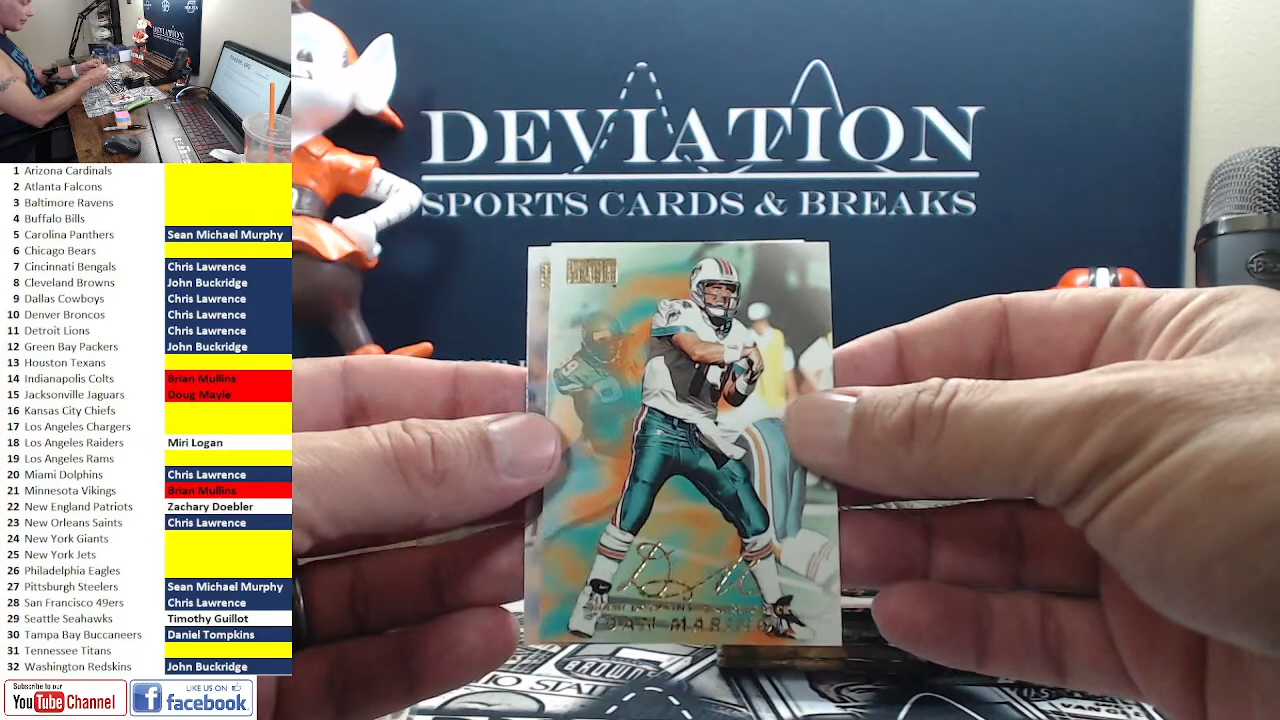 DEVIATION
SPORTS CARDS & BREAKS
1 Arizona Cardinals
2 Atlanta Falcons
3 Baltimore Ravens
4 Buffalo Bills
5 Carolina Panthers Sean Michael Murphy
6 Chicago Bears
7 Cincinnati Bengals Chris Lawrence
8 Cleveland Browns John Buckridge
9 Dallas Cowboys Chris Lawrence
10 Denver Broncos Chris Lawrence
11 Detroit Lions Chris Lawrence
12 Green Bay Packers John Buckridge
13 Houston Texans
14 Indianapolis Colts Brian Mullins
15 Jacksonville Jaguars Doug Mayle
16 Kansas City Chiefs
17 Los Angeles Chargers
18 Los Angeles Raiders Miri Logan
19 Los Angeles Rams
20 Miami Dolphins Chris Lawrence
21 Minnesota Vikings Brian Mullins
22 New England Patriots Zachary Doebler
23 New Orleans Saints Chris Lawrence
24 New York Giants
25 New York Jets
26 Philadelphia Eagles
27 Pittsburgh Steelers Sean Michael Murphy
28 San Francisco 49ers Chris Lawrence
29 Seattle Seahawks Timothy Guillot
30 Tampa Bay Buccaneers Daniel Tompkins
31 Tennessee Titans
32 Washington Redskins John Buckridge
Subscribe to our
YouTube Channel
LIKE US ON
facebook
DAN MARINO
BROWNS